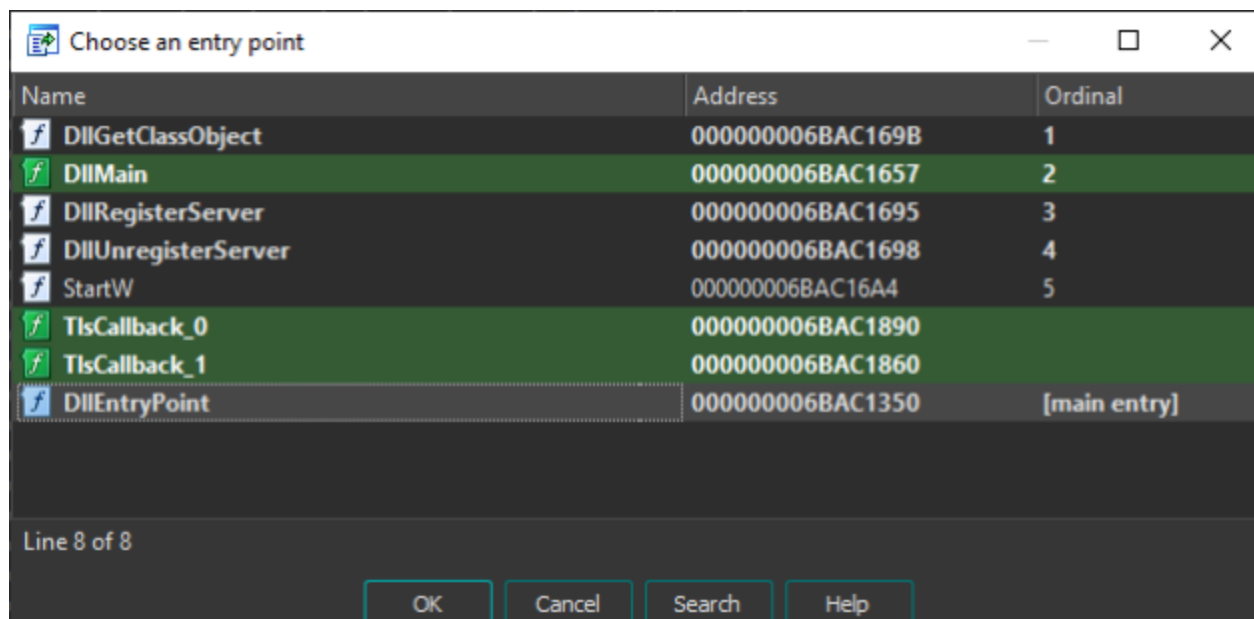 Choose an entry point
Name Address Ordinal
DllGetClassObject 000000006BAC169B 1
DllMain 000000006BAC1657 2
DllRegisterServer 000000006BAC1695 3
DllUnregisterServer 000000006BAC1698 4
StartW 000000006BAC16A4 5
TlsCallback_0 000000006BAC1890
TlsCallback_1 000000006BAC1860
DllEntryPoint 000000006BAC1350 [main entry]
Line 8 of 8
OK Cancel Search Help